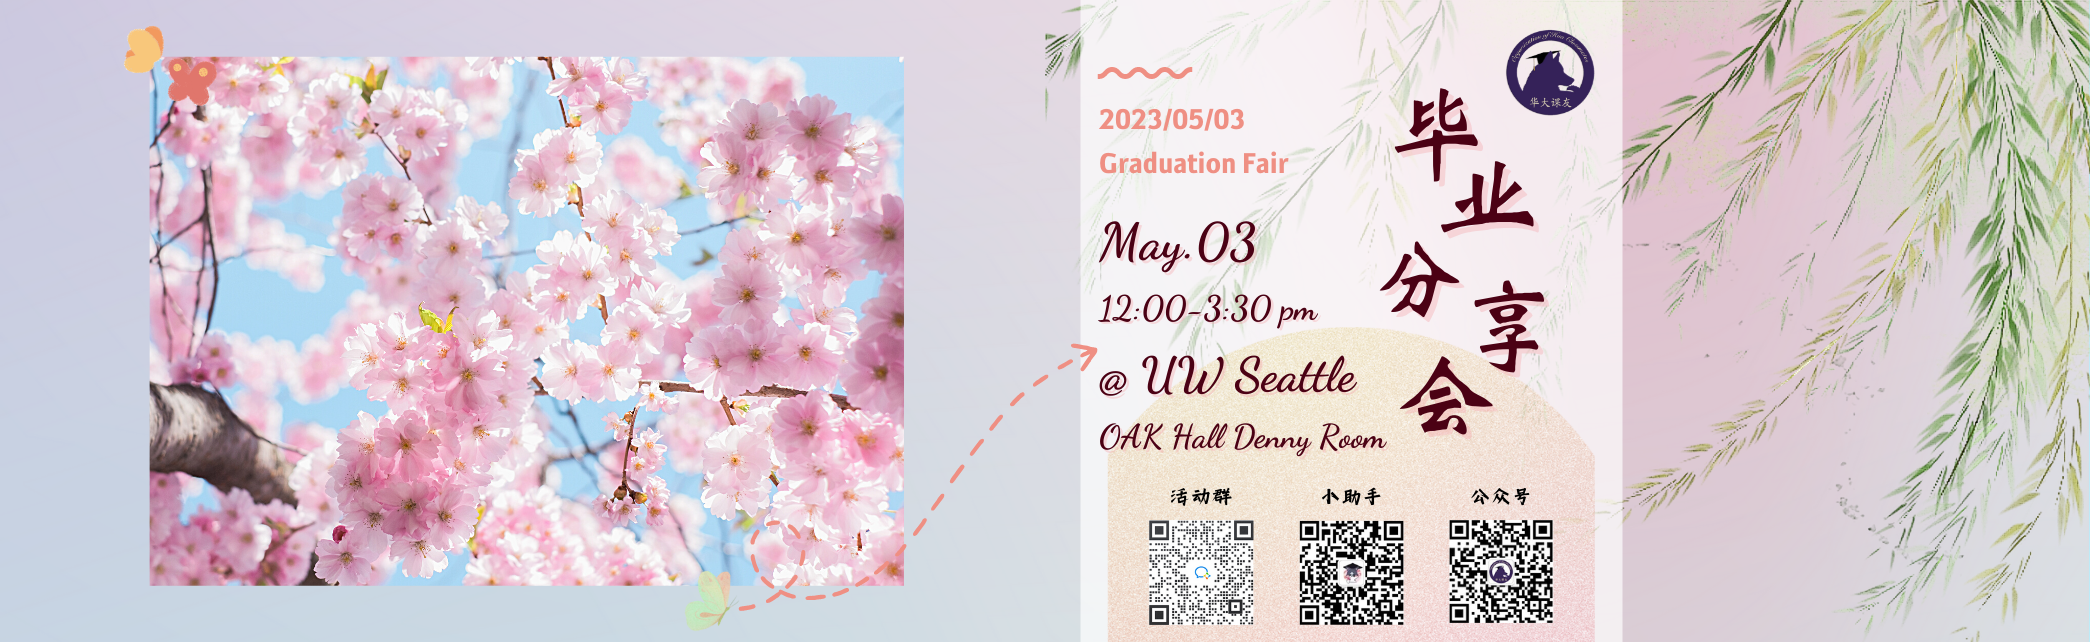 2023/05/03
Graduation Fair
May.03
12:00-3:30 pm
@ UW Seattle
OAK Hall Denny Room
华大课友
毕业分享会
活动群
小助手
公众号